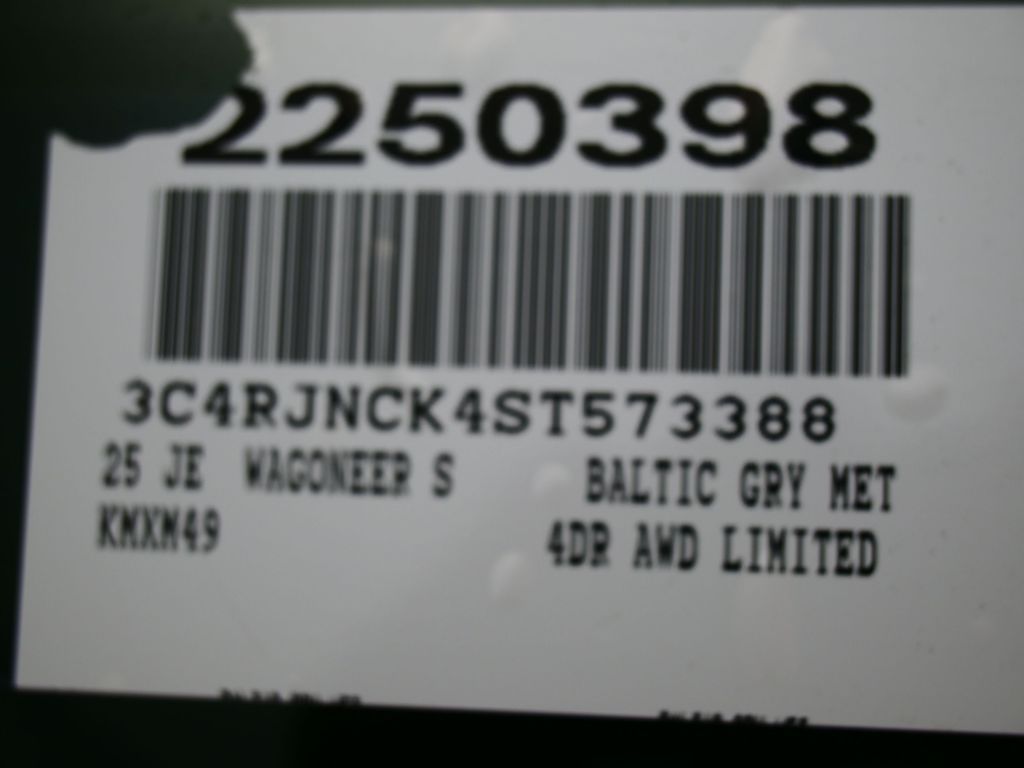 2250398
3C4RJNCK4ST573388
25 JE WAGONEER S BALTIC GRY MET
KMXM49 4DR AWD LIMITED